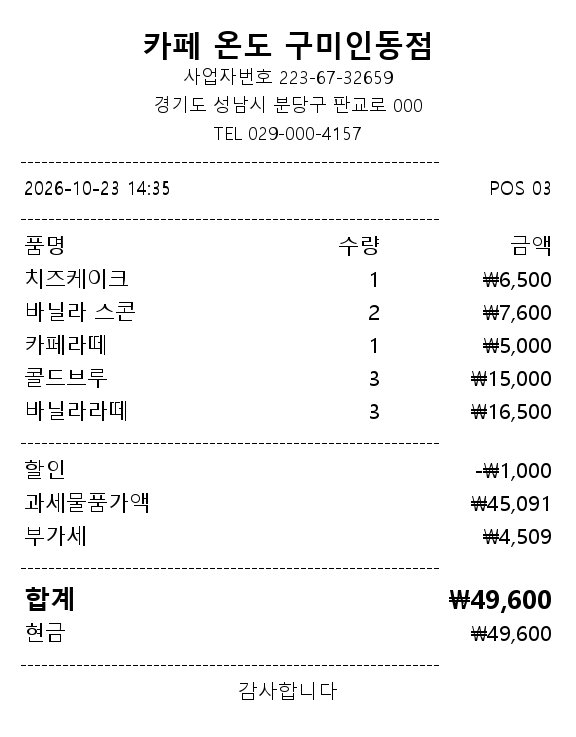 카페 온도 구미인동점
사업자번호 223-67-32659
경기도 성남시 분당구 판교로 000
TEL 029-000-4157
2026-10-23 14:35 POS 03
품명 수량 금액
치즈케이크 1 ₩6,500
바닐라 스콘 2 ₩7,600
카페라떼 1 ₩5,000
콜드브루 3 ₩15,000
바닐라라떼 3 ₩16,500
할인 -₩1,000
과세물품가액 ₩45,091
부가세 ₩4,509
합계 ₩49,600
현금 ₩49,600
감사합니다